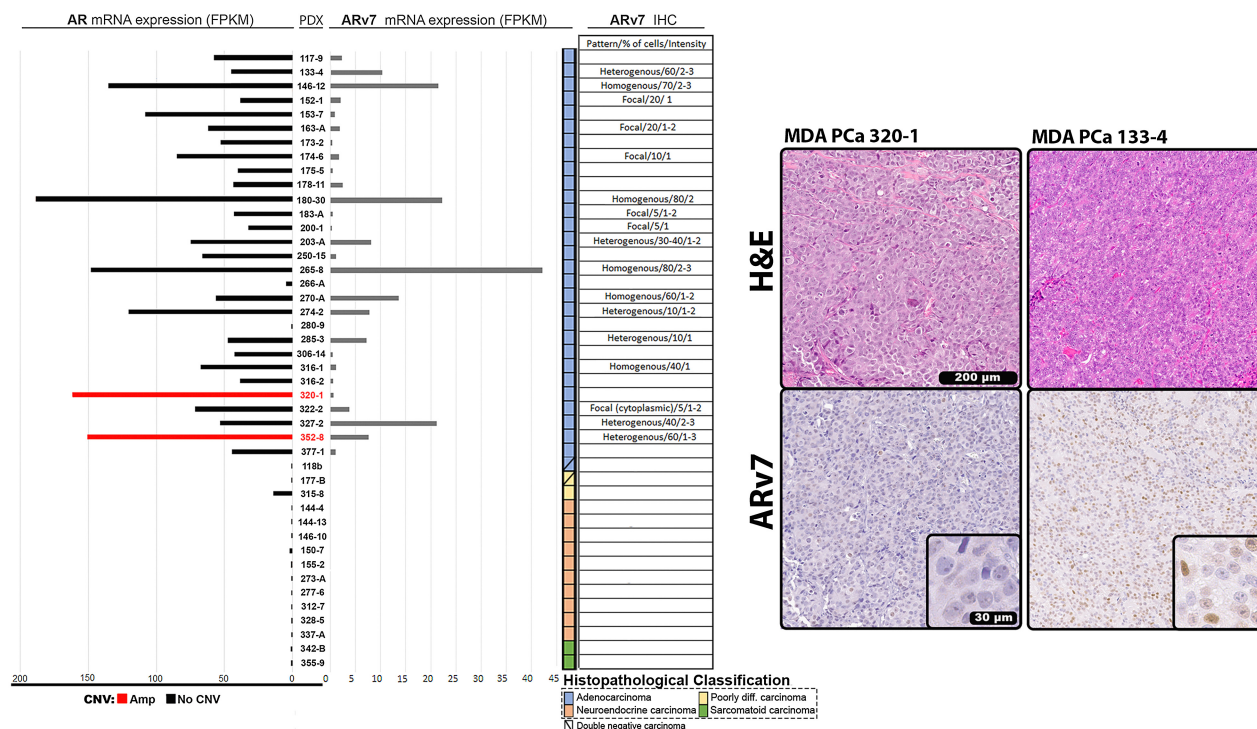 AR mRNA expression (FPKM) PDX ARv7 mRNA expression (FPKM) ARv7 IHC
Pattern/% of cells/Intensity
117-9
133-4 Heterogenous/60/2-3
146-12 Homogenous/70/2-3
152-1 Focal/20/ 1
153-7
163-A Focal/20/1-2
173-2
174-6 Focal/10/1
175-5
178-11
180-30 Homogenous/80/2
183-A Focal/5/1-2
200-1 Focal/5/1
203-A Heterogenous/30-40/1-2
250-15
265-8 Homogenous/80/2-3
266-A
270-A Homogenous/60/1-2
274-2 Heterogenous/10/1-2
280-9
285-3 Heterogenous/10/1
306-14
316-1 Homogenous/40/1
316-2
320-1
322-2 Focal (cytoplasmic)/5/1-2
327-2 Heterogenous/40/2-3
352-8 Heterogenous/60/1-3
377-1
118b
177-B
315-8
144-4
144-13
146-10
150-7
155-2
273-A
277-6
312-7
328-5
337-A
342-B
355-9
200 150 100 50 0 0 5 10 15 20 25 30 35 40 45
CNV: Amp No CNV
Histopathological Classification
Adenocarcinoma Poorly diff. carcinoma
Neuroendocrine carcinoma Sarcomatoid carcinoma
Double negative carcinoma
MDA PCa 320-1 MDA PCa 133-4
H&E
200 µm
ARv7
30 µm